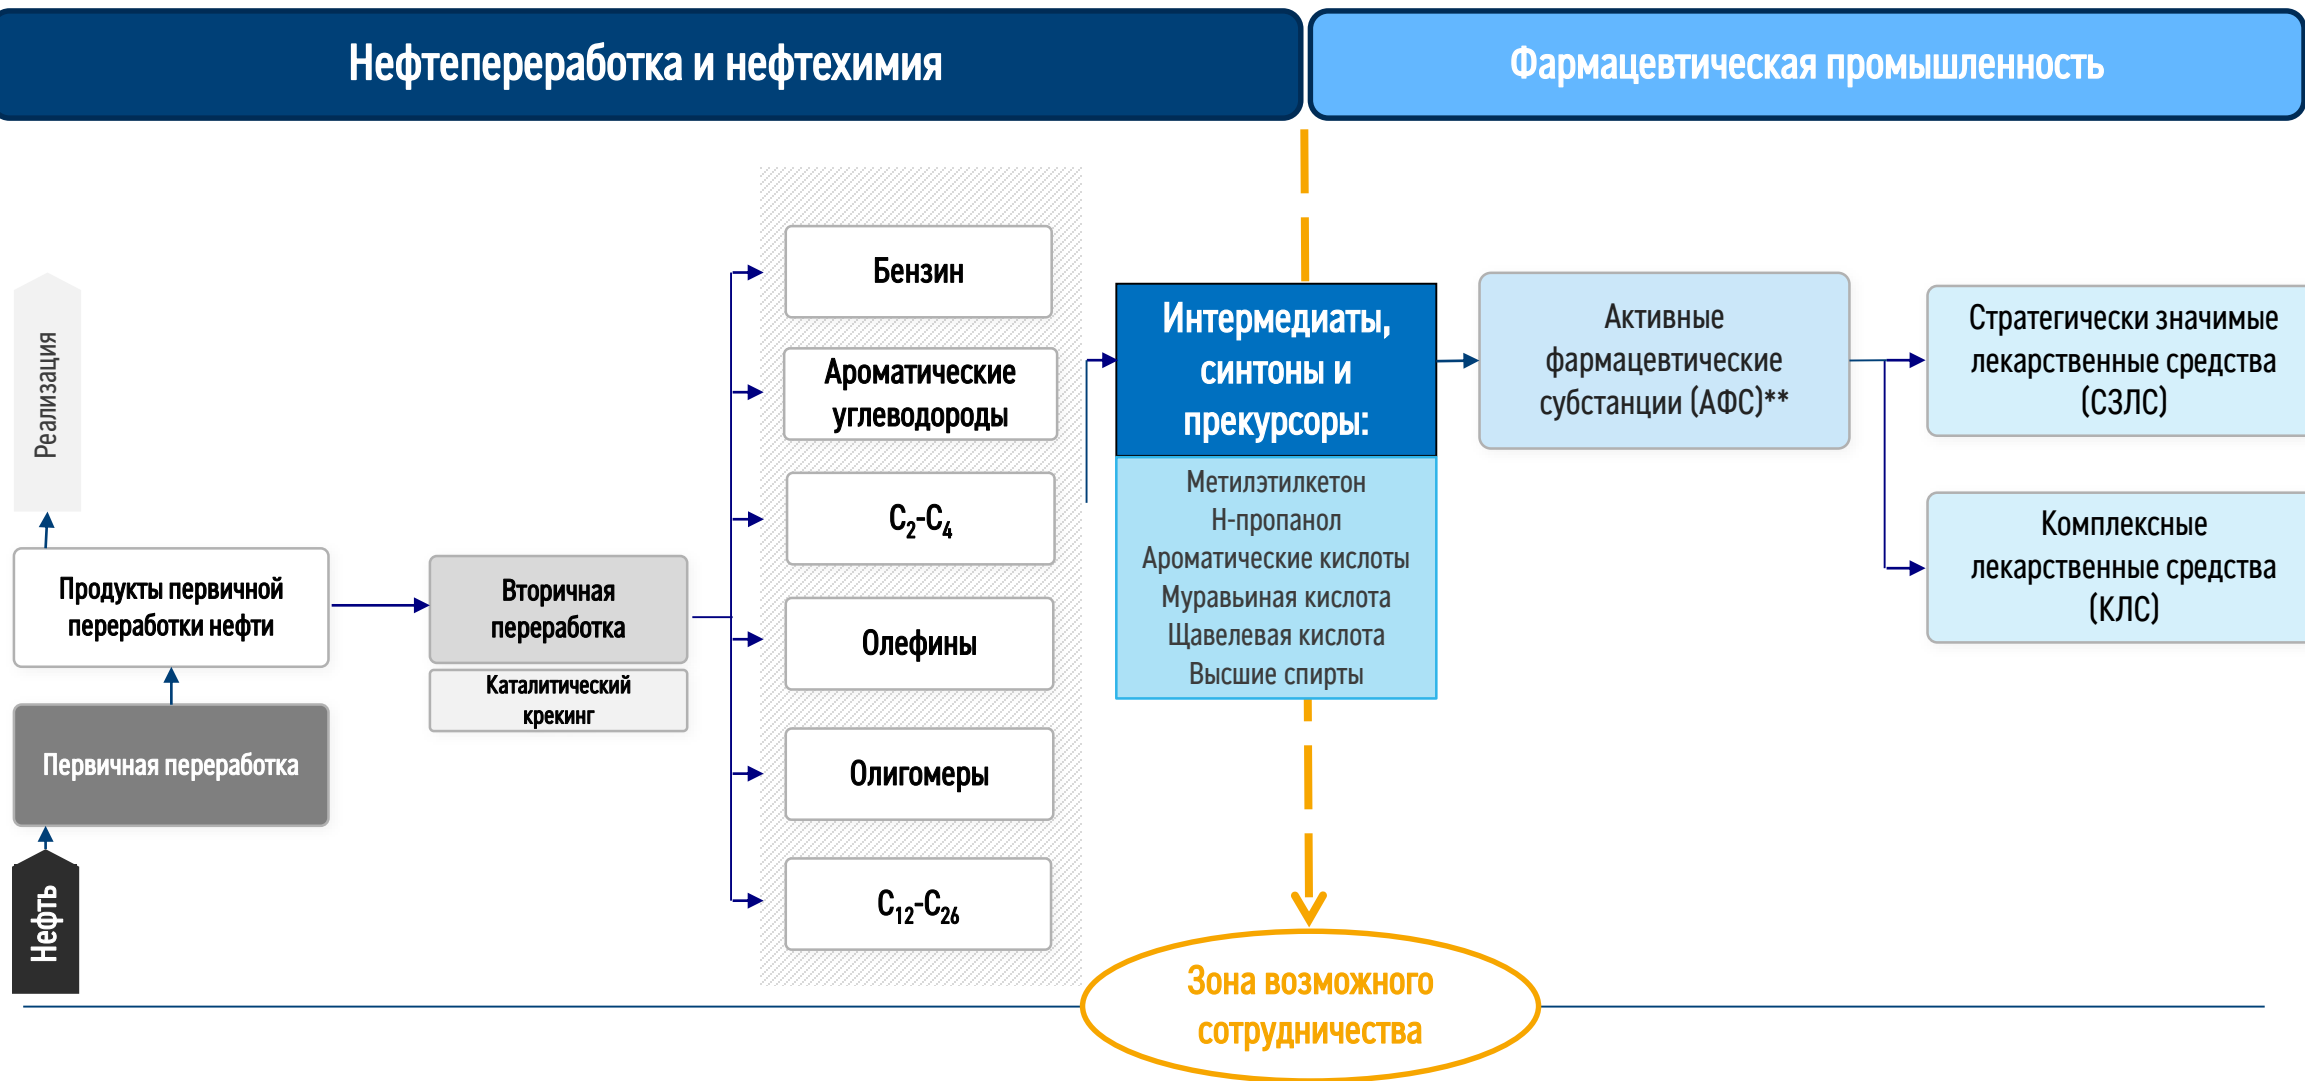 Нефтепереработка и нефтехимия
Фармацевтическая промышленность
Реализация
Продукты первичной
переработки нефти
Первичная переработка
Нефть
Вторичная
переработка
Каталитический
крекинг
Бензин
Ароматические
углеводороды
C₂-C₄
Олефины
Олигомеры
C₁₂-C₂₆
Интермедиаты,
синтоны и
прекурсоры:
Метилэтилкетон
Н-пропанол
Ароматические кислоты
Муравьиная кислота
Щавелевая кислота
Высшие спирты
Активные
фармацевтические
субстанции (АФС)**
Стратегически значимые
лекарственные средства
(СЗЛС)
Комплексные
лекарственные средства
(КЛС)
Зона возможного
сотрудничества